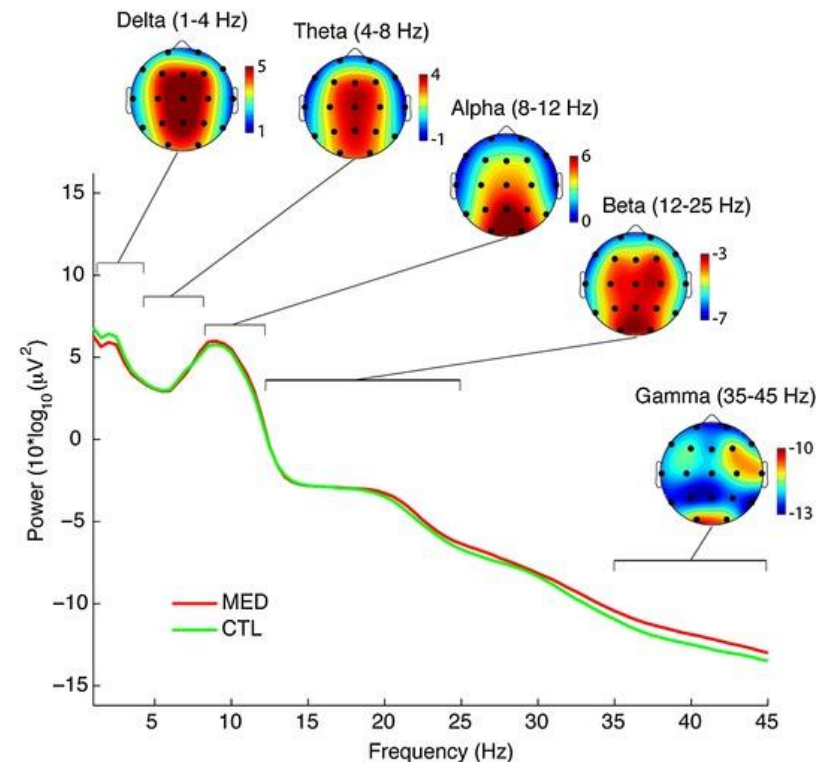 Delta (1-4 Hz)
5
1
Theta (4-8 Hz)
4
-1
Alpha (8-12 Hz)
6
0
Beta (12-25 Hz)
-3
-7
Gamma (35-45 Hz)
-10
-13
Power (10*log10(μV2)
15
10
5
0
−5
−10
−15
MED
CTL
5 10 15 20 25 30 35 40 45
Frequency (Hz)